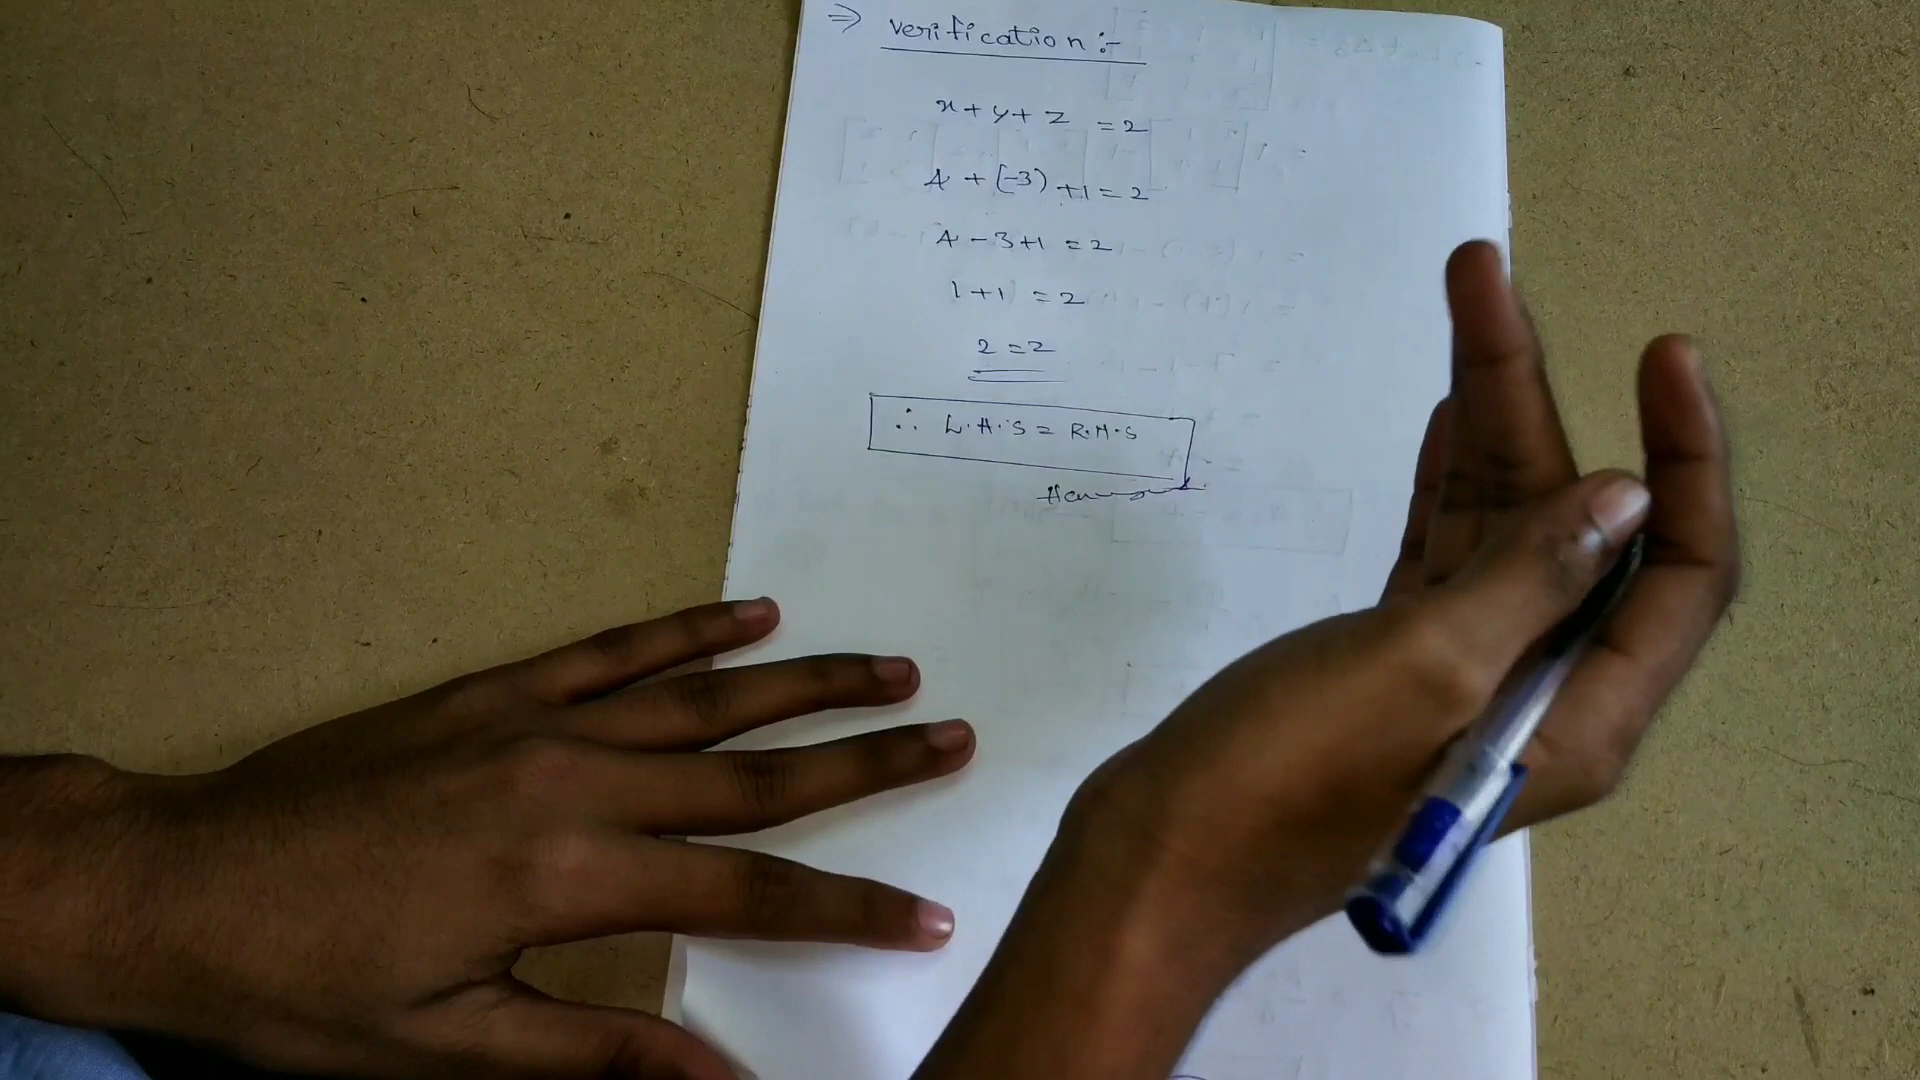 ⇒ Verification :-
x + y + z = 2
4 + (-3) + 1 = 2
4 - 3 + 1 = 2
1 + 1 = 2
2 = 2
∴ L.H.S = R.H.S